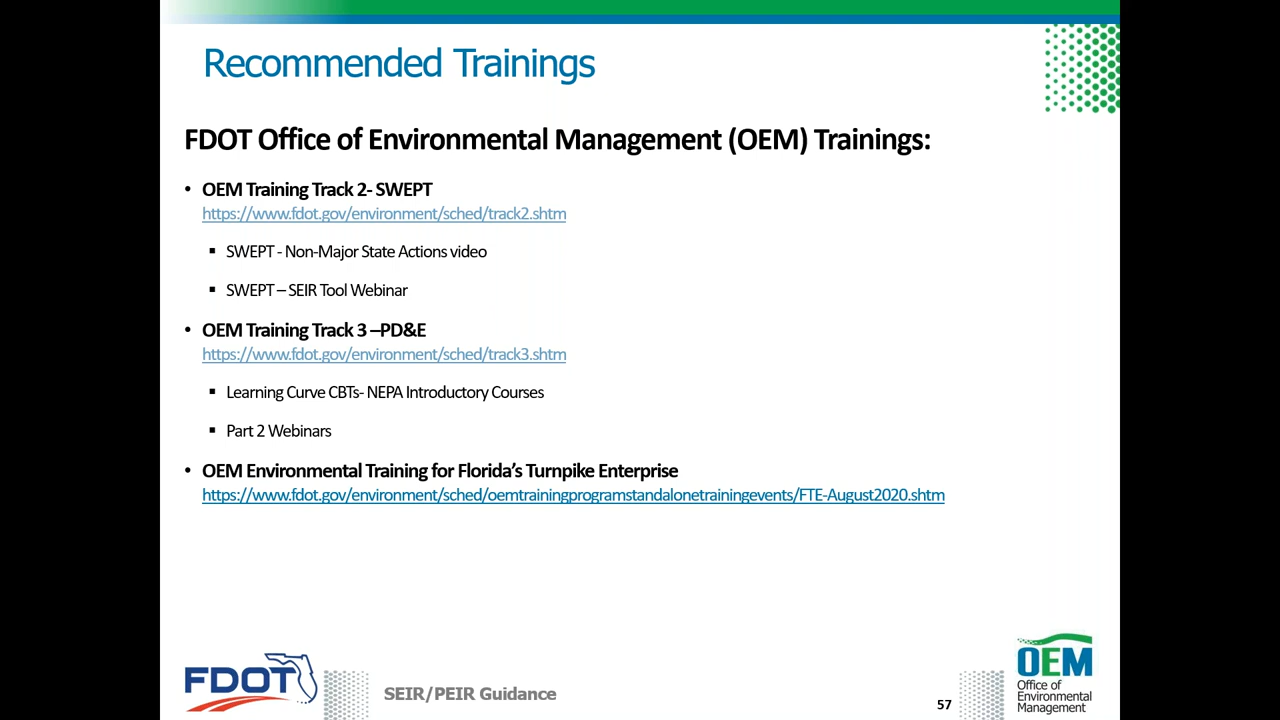 Recommended Trainings
FDOT Office of Environmental Management (OEM) Trainings:
• OEM Training Track 2- SWEPT
https://www.fdot.gov/environment/sched/track2.shtm
▪ SWEPT - Non-Major State Actions video
▪ SWEPT – SEIR Tool Webinar
• OEM Training Track 3 –PD&E
https://www.fdot.gov/environment/sched/track3.shtm
▪ Learning Curve CBTs- NEPA Introductory Courses
▪ Part 2 Webinars
• OEM Environmental Training for Florida’s Turnpike Enterprise
https://www.fdot.gov/environment/sched/oemtrainingprogramstandalonetrainingevents/FTE-August2020.shtm
FDOT
SEIR/PEIR Guidance
57
OEM
Office of
Environmental
Management